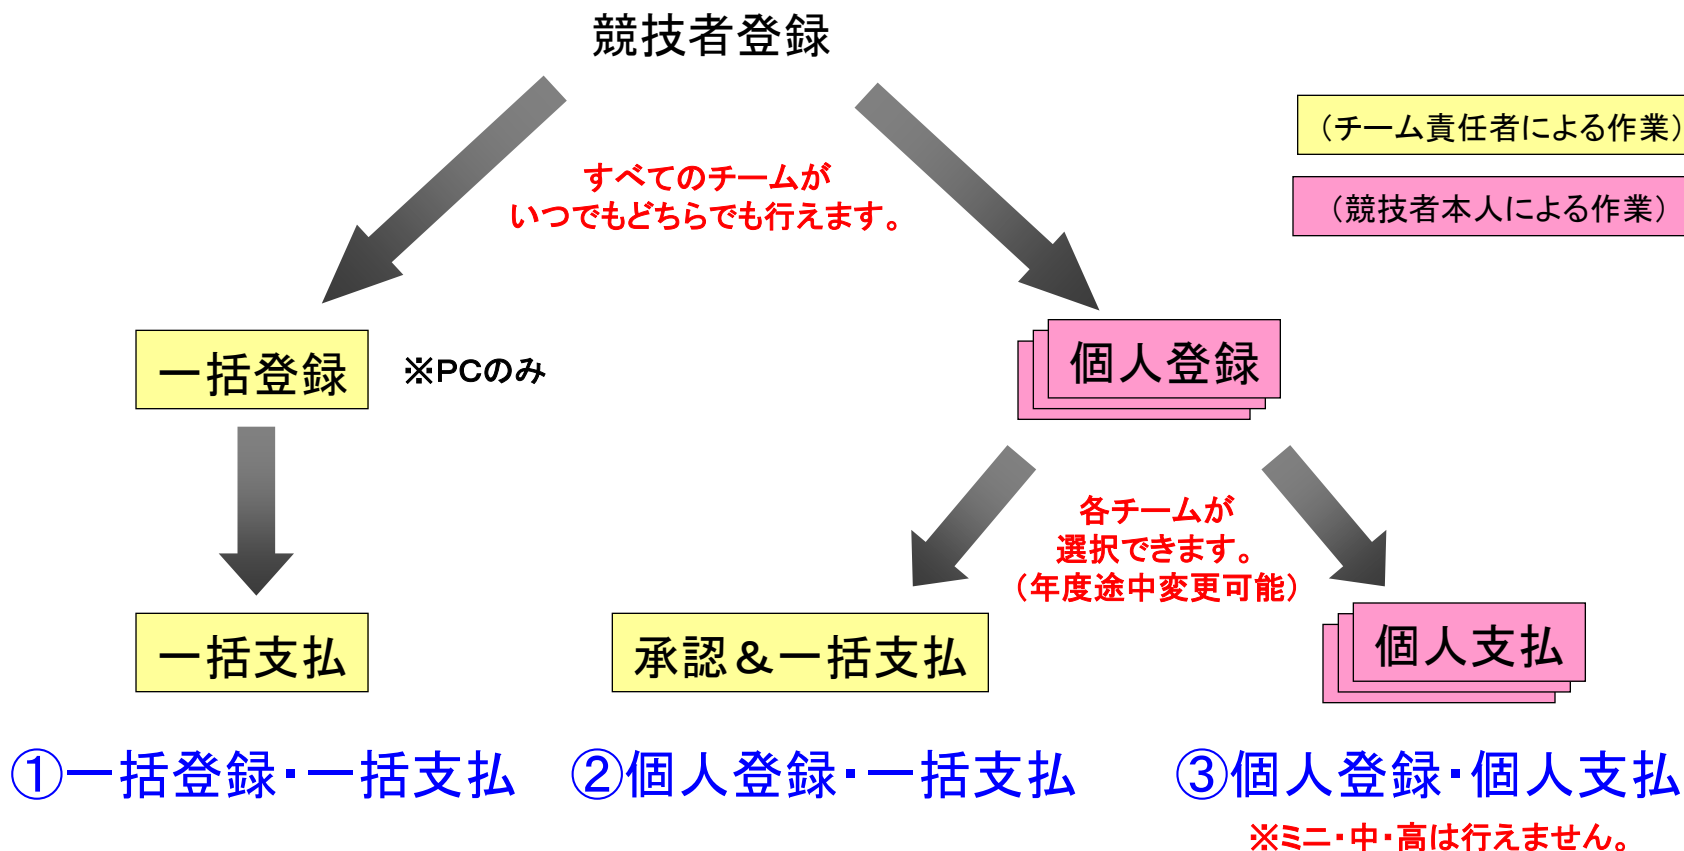 競技者登録
(チーム責任者による作業)
(競技者本人による作業)
すべてのチームが
いつでもどちらでも行えます。
一括登録
※PCのみ
個人登録
各チームが
選択できます。
(年度途中変更可能)
一括支払
承認&一括支払
個人支払
①一括登録・一括支払
②個人登録・一括支払
③個人登録・個人支払
※ミニ・中・高は行えません。